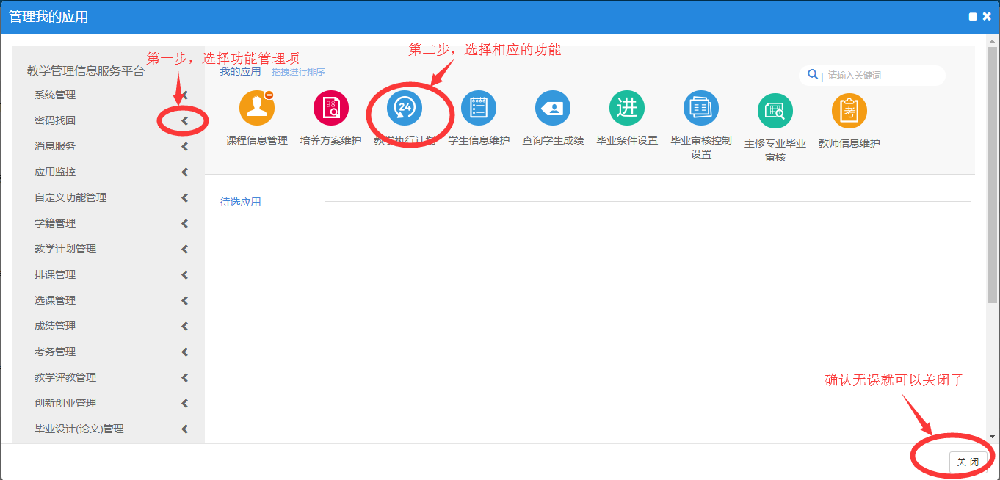 管理我的应用
第一步，选择功能管理项
第二步，选择相应的功能
教学管理信息服务平台
我的应用 拖拽进行排序
请输入关键词
系统管理
密码找回
消息服务
应用监控
自定义功能管理
学籍管理
教学计划管理
排课管理
选课管理
成绩管理
考务管理
教学评教管理
创新创业管理
毕业设计(论文)管理
98
24
进
考
课程信息管理
培养方案维护
教学执行计划
学生信息维护
查询学生成绩
毕业条件设置
毕业审核控制
设置
主修专业毕业
审核
教师信息维护
待选应用
确认无误就可以关闭了
关 闭